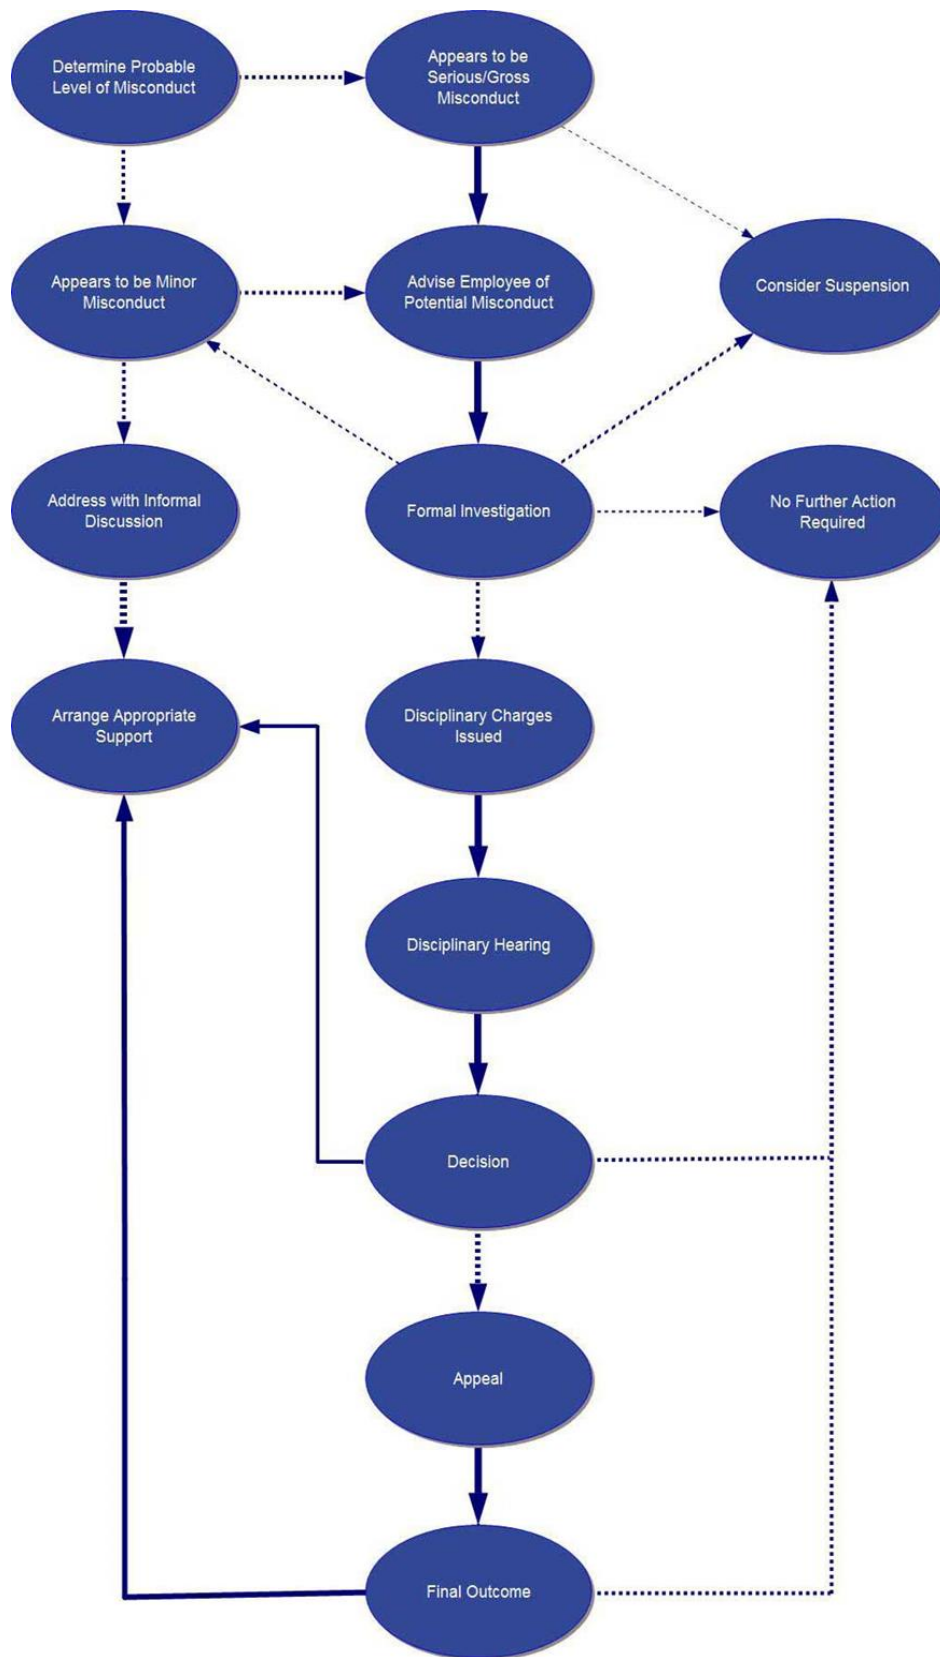 Determine Probable
Level of Misconduct
Appears to be
Serious/Gross
Misconduct
Appears to be Minor
Misconduct
Advise Employee of
Potential Misconduct
Consider Suspension
Address with Informal
Discussion
Formal Investigation
No Further Action
Required
Arrange Appropriate
Support
Disciplinary Charges
Issued
Disciplinary Hearing
Decision
Appeal
Final Outcome